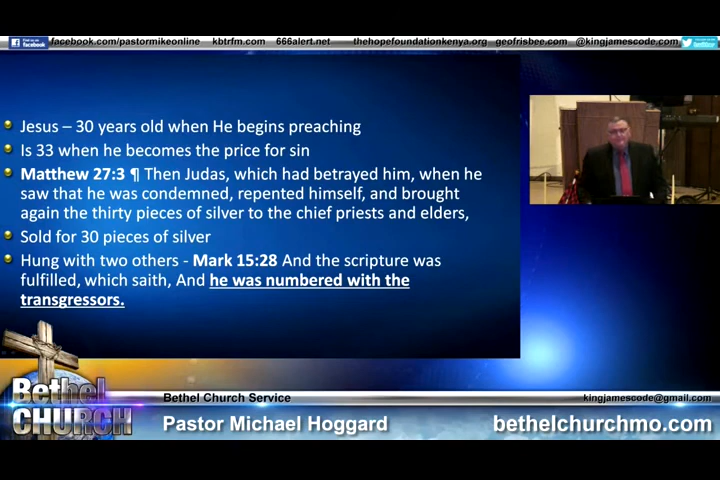 facebook.com/pastormikeonline kbtrfm.com 666alert.net thehopefoundationkenya.org geofrisbee.com @kingjamescode.com
Jesus – 30 years old when He begins preaching
Is 33 when he becomes the price for sin
Matthew 27:3 ¶ Then Judas, which had betrayed him, when he
saw that he was condemned, repented himself, and brought
again the thirty pieces of silver to the chief priests and elders,
Sold for 30 pieces of silver
Hung with two others - Mark 15:28 And the scripture was
fulfilled, which saith, And he was numbered with the
transgressors.
Bethel
CHURCH
Bethel Church Service kingjamescode@gmail.com
Pastor Michael Hoggard bethelchurchmo.com